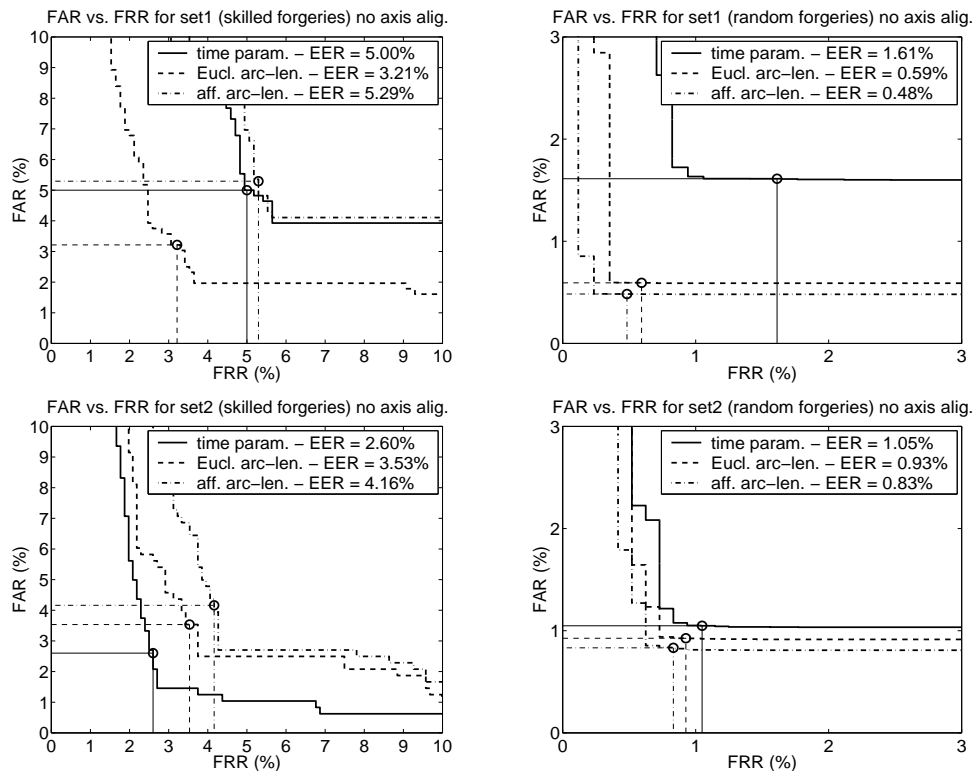 FAR vs. FRR for set1 (skilled forgeries) no axis alig.
time param. − EER = 5.00%
Eucl. arc−len. − EER = 3.21%
aff. arc−len. − EER = 5.29%
10
9
8
7
6
5
4
3
2
1
0
FAR (%)
0 1 2 3 4 5 6 7 8 9 10
FRR (%)
FAR vs. FRR for set1 (random forgeries) no axis alig.
time param. − EER = 1.61%
Eucl. arc−len. − EER = 0.59%
aff. arc−len. − EER = 0.48%
3
2
1
0
FAR (%)
0 1 2 3
FRR (%)
FAR vs. FRR for set2 (skilled forgeries) no axis alig.
time param. − EER = 2.60%
Eucl. arc−len. − EER = 3.53%
aff. arc−len. − EER = 4.16%
10
9
8
7
6
5
4
3
2
1
0
FAR (%)
0 1 2 3 4 5 6 7 8 9 10
FRR (%)
FAR vs. FRR for set2 (random forgeries) no axis alig.
time param. − EER = 1.05%
Eucl. arc−len. − EER = 0.93%
aff. arc−len. − EER = 0.83%
3
2
1
0
FAR (%)
0 1 2 3
FRR (%)